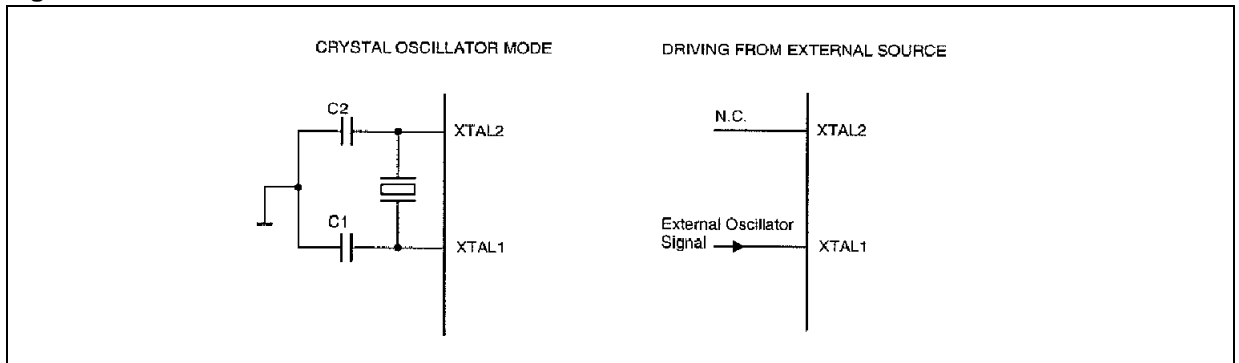 CRYSTAL OSCILLATOR MODE
C2
XTAL2
C1
XTAL1
DRIVING FROM EXTERNAL SOURCE
N.C.
XTAL2
External Oscillator
Signal
XTAL1